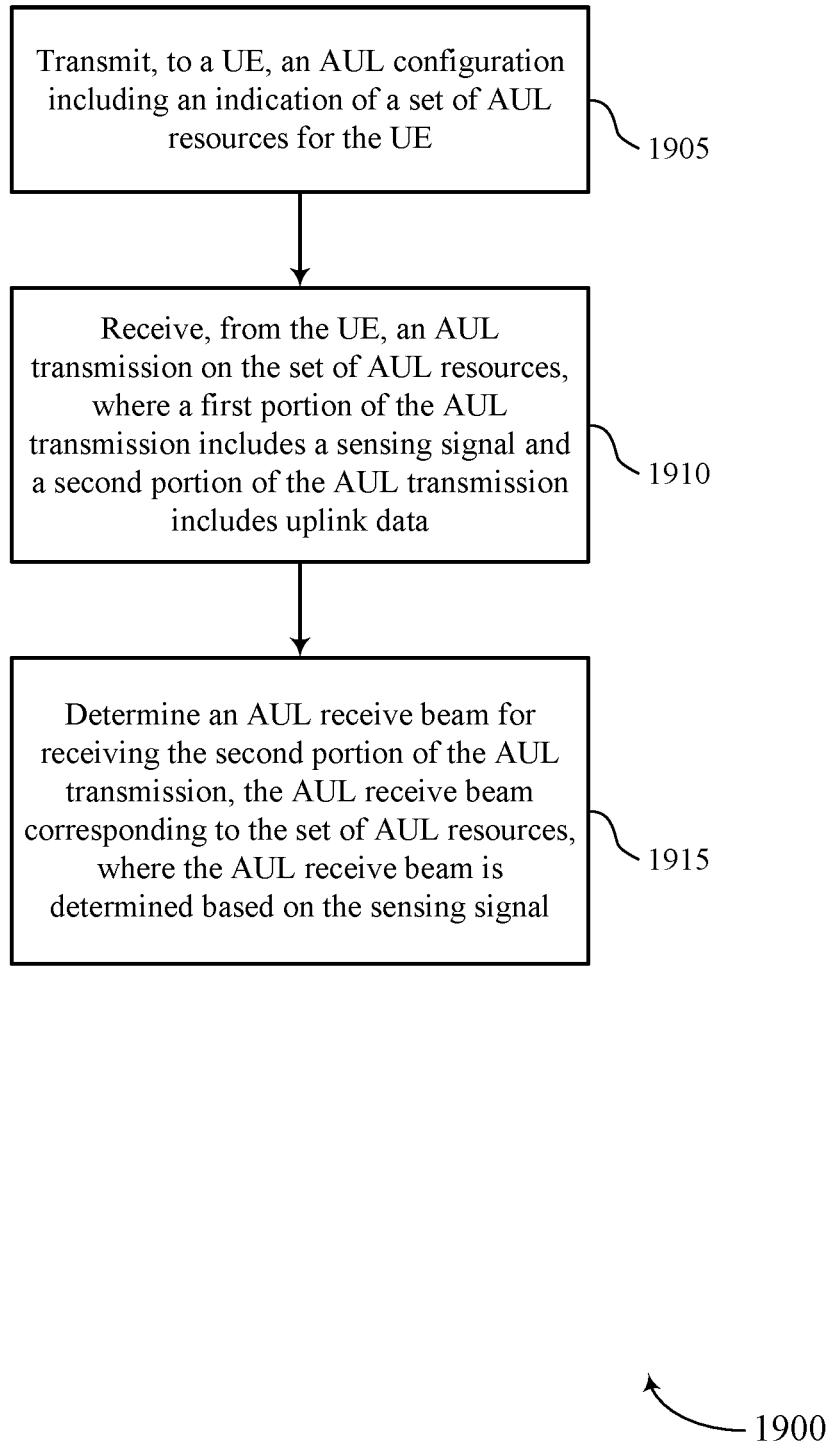 Transmit, to a UE, an AUL configuration
including an indication of a set of AUL
resources for the UE
1905
Receive, from the UE, an AUL
transmission on the set of AUL resources,
where a first portion of the AUL
transmission includes a sensing signal and
a second portion of the AUL transmission
includes uplink data
1910
Determine an AUL receive beam for
receiving the second portion of the AUL
transmission, the AUL receive beam
corresponding to the set of AUL resources,
where the AUL receive beam is
determined based on the sensing signal
1915
1900